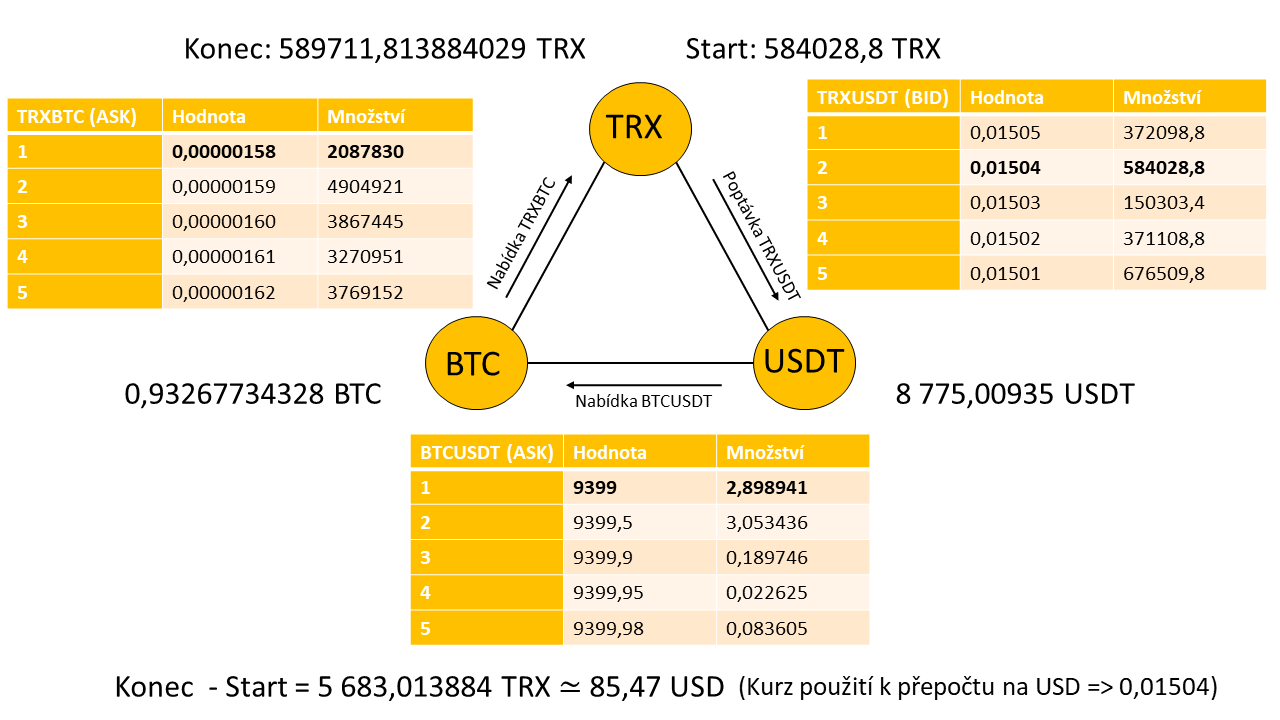 Konec: 589711,813884029 TRX
Start: 584028,8 TRX
TRXBTC (ASK) Hodnota Množství
1 0,00000158 2087830
2 0,00000159 4904921
3 0,00000160 3867445
4 0,00000161 3270951
5 0,00000162 3769152
TRX
TRXUSDT (BID) Hodnota Množství
1 0,01505 372098,8
2 0,01504 584028,8
3 0,01503 150303,4
4 0,01502 371108,8
5 0,01501 676509,8
Nabídka TRXBTC
Poptávka TRXUSDT
BTC
USDT
0,93267734328 BTC
Nabídka BTCUSDT
8 775,00935 USDT
BTCUSDT (ASK) Hodnota Množství
1 9399 2,898941
2 9399,5 3,053436
3 9399,9 0,189746
4 9399,95 0,022625
5 9399,98 0,083605
Konec - Start = 5 683,013884 TRX ≃ 85,47 USD (Kurz použití k přepočtu na USD => 0,01504)